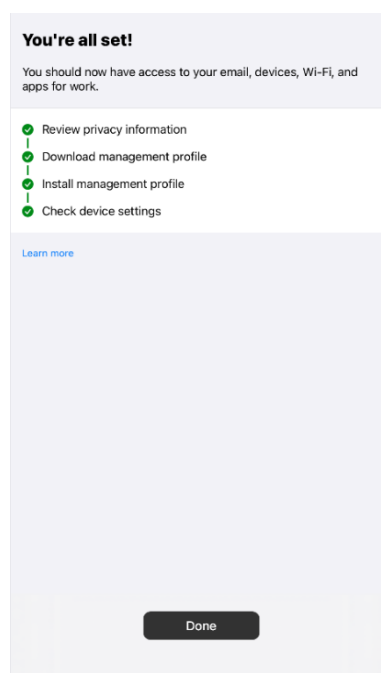 You're all set!
You should now have access to your email, devices, Wi-Fi, and
apps for work.
Review privacy information
Download management profile
Install management profile
Check device settings
Learn more
Done